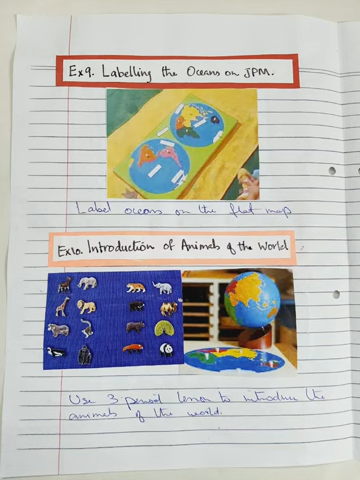 Ex9. Labelling the Oceans on JPM.
Label oceans on the flat map
Ex10. Introduction of Animals of the World
Use 3 period lesson to introduce the
animals of the world.